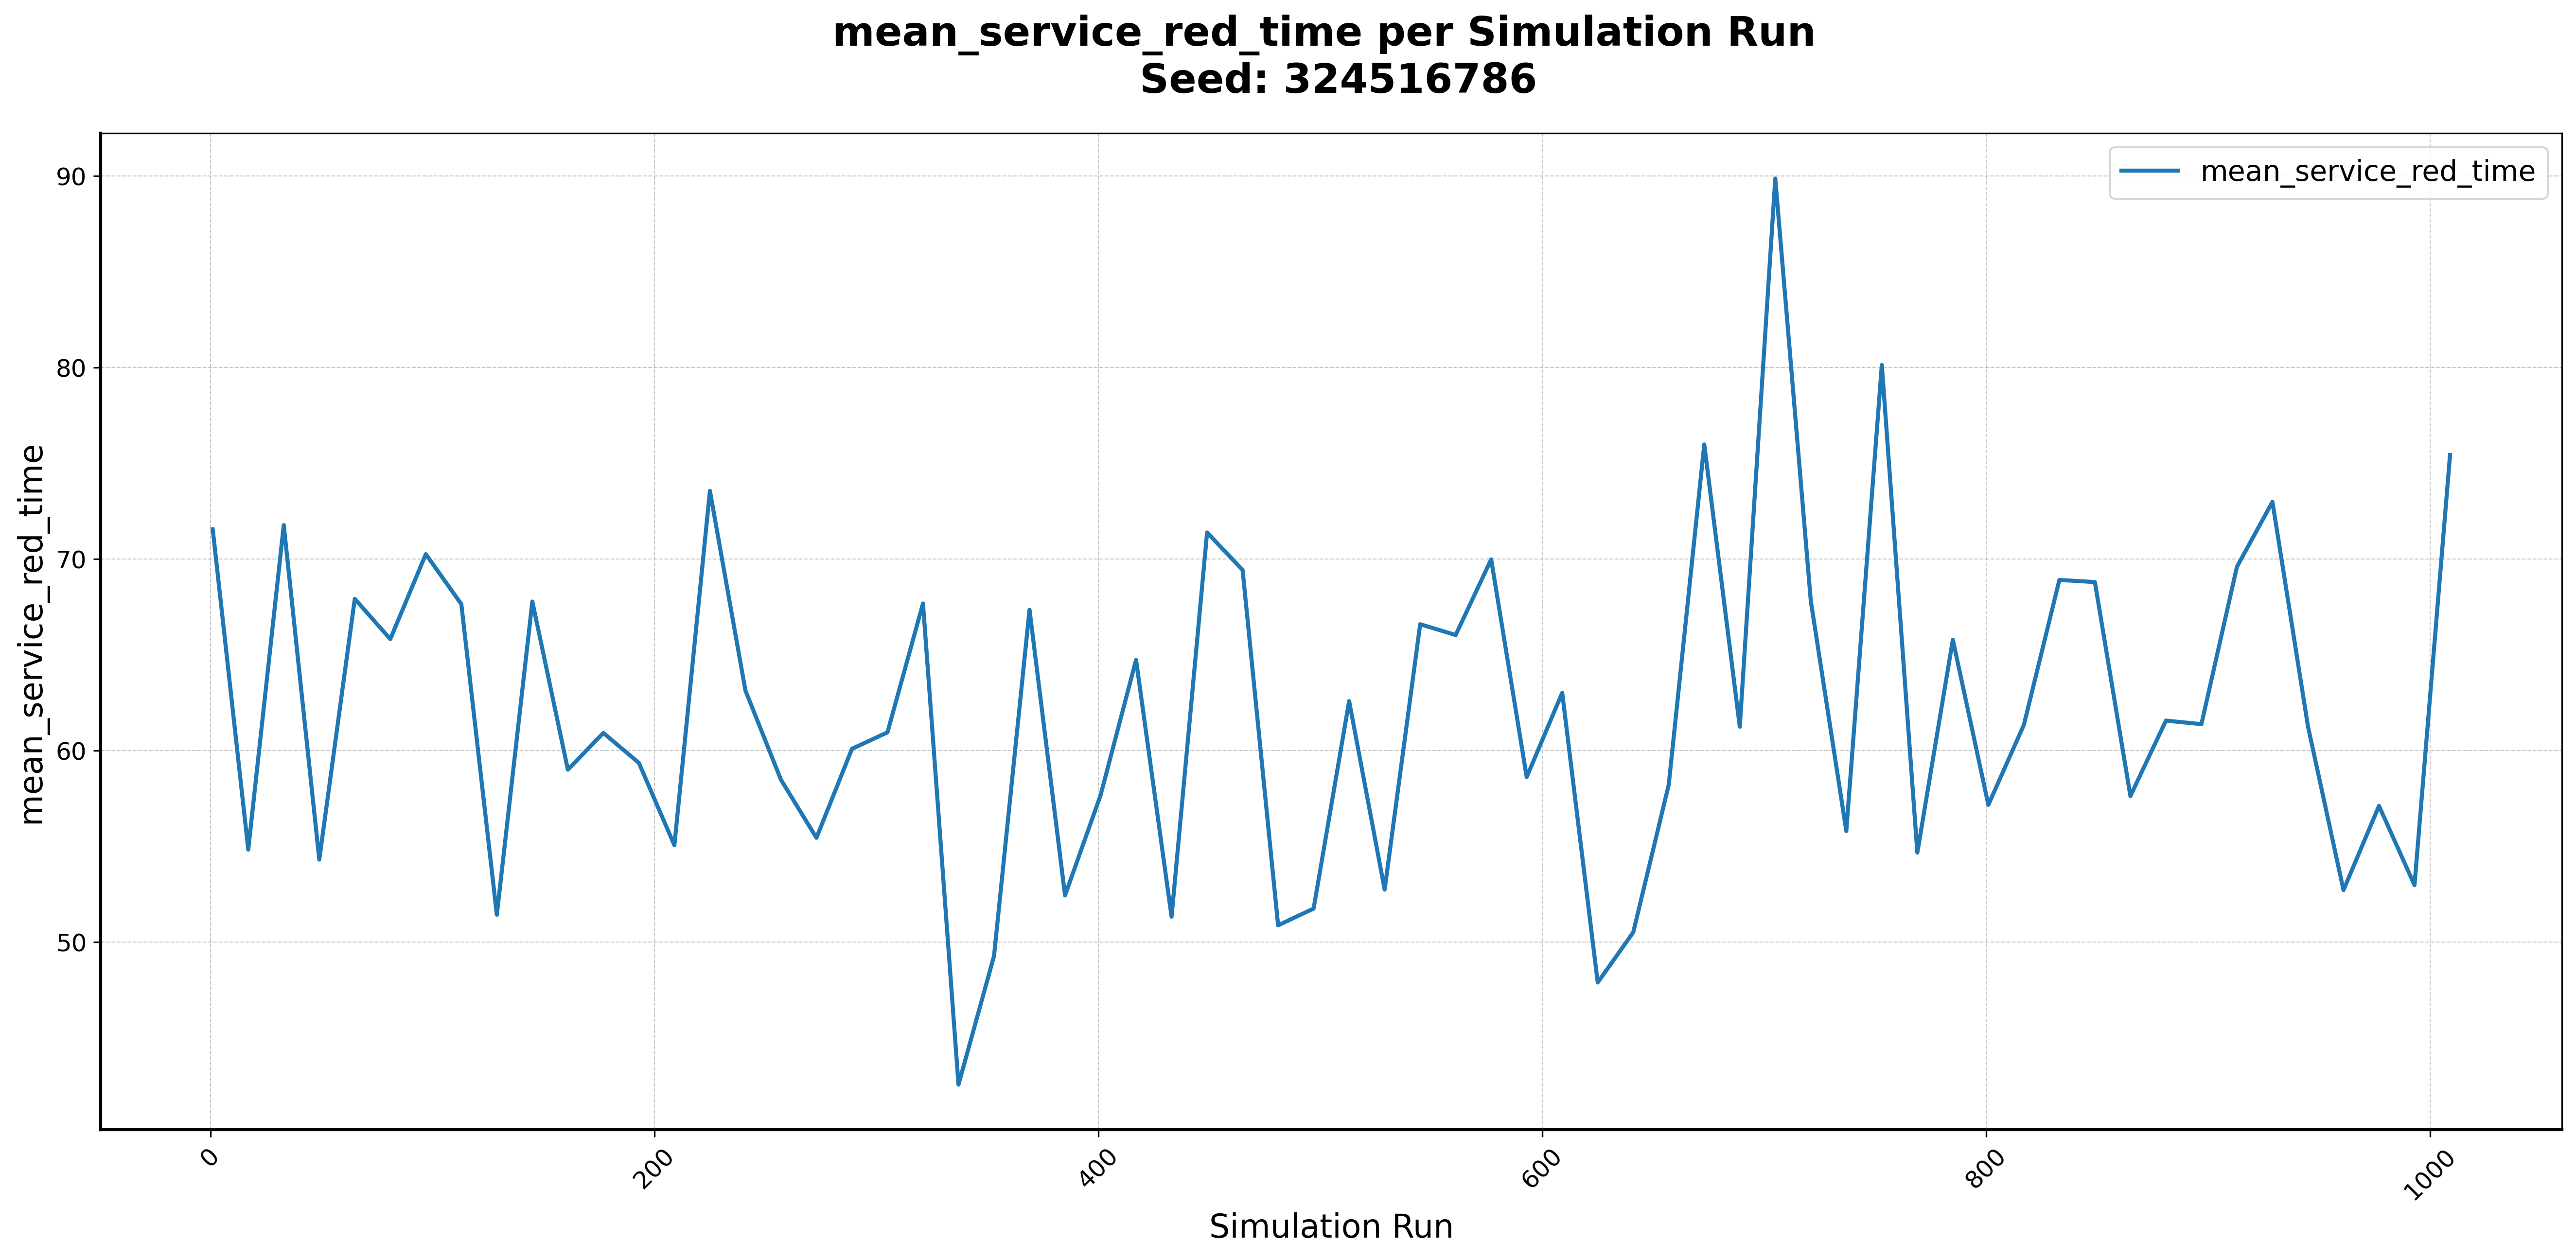 mean_service_red_time per Simulation Run
Seed: 324516786
mean_service_red_time
90
80
70
60
50
mean_service_red_time
0
200
400
600
800
1000
Simulation Run